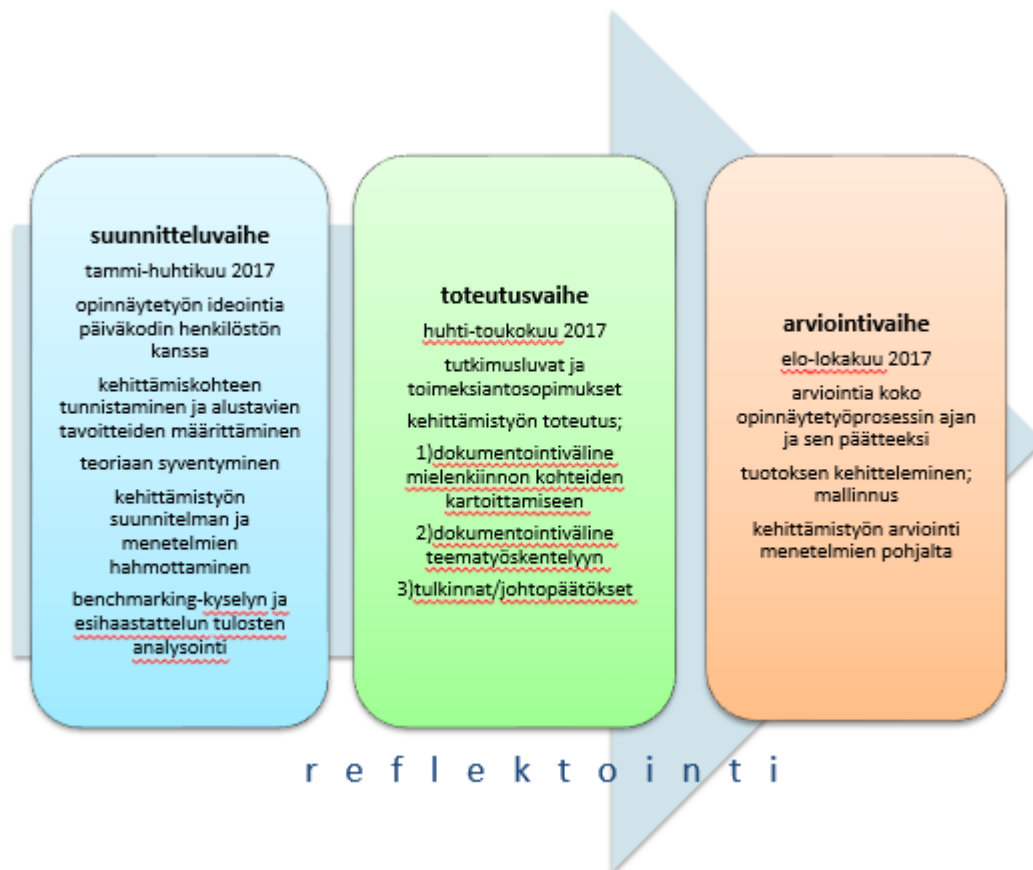 suunnitteluvaihe
tammi-huhtikuu 2017
opinnäytetyön ideointia
päiväkodin henkilöstön
kanssa
kehittämiskohteen
tunnistaminen ja alustavien
tavoitteiden määrittäminen
teoriaan syventyminen
kehittämistyön
suunnitelman ja
menetelmien
hahmottaminen
benchmarking-kyselyn ja
esihaastattelun tulosten
analysointi
toteutusvaihe
huhti-toukokuu 2017
tutkimusluvat ja
toimeksiantosopimukset
kehittämistyön toteutus;
1)dokumentointiväline
mielenkiinnon kohteiden
kartoittamiseen
2)dokumentointiväline
teematyöskentelyyn
3)tulkinnat/johtopäätökset
arviointivaihe
elo-lokakuu 2017
arviointia koko
opinnäytetyöprosessin ajan
ja sen päätteeksi
tuotoksen kehitteleminen;
mallinnus
kehittämistyön arviointi
menetelmien pohjalta
r e f l e k t o i n t i